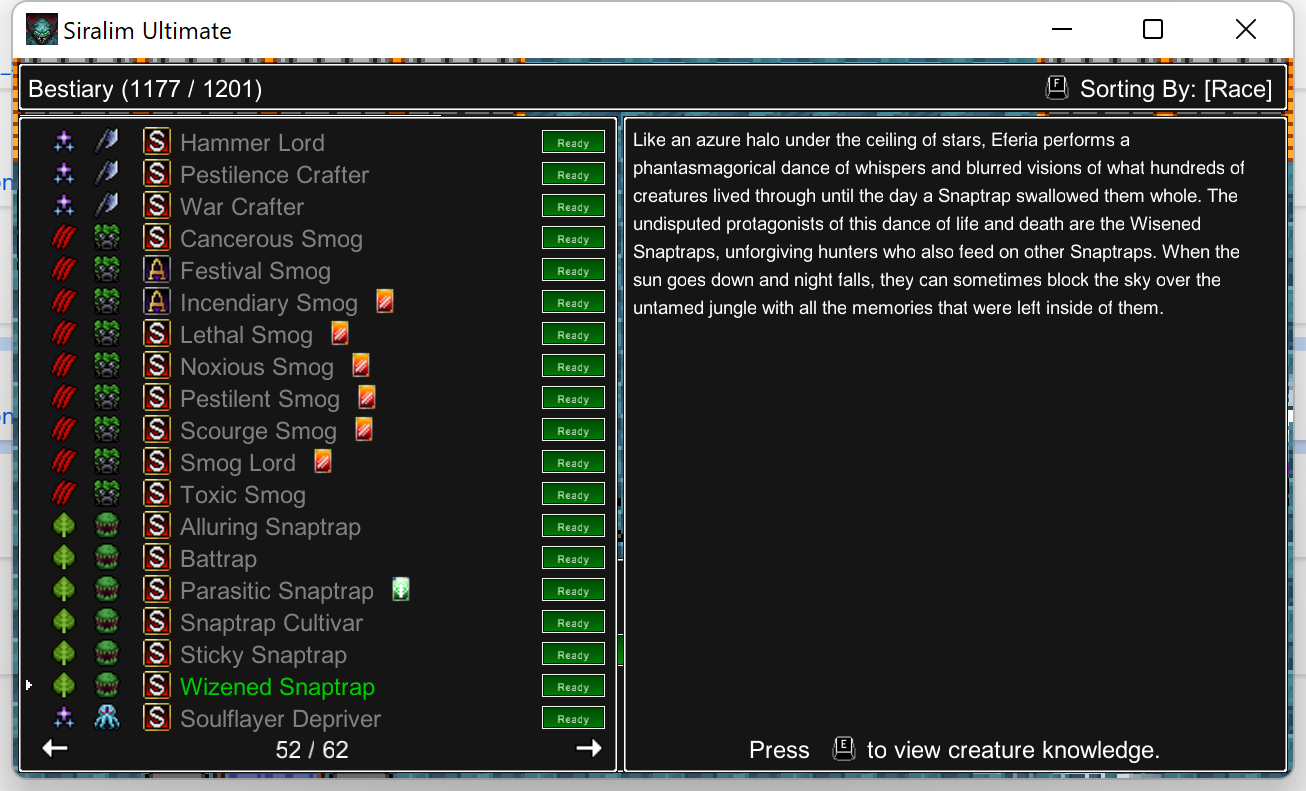 Siralim Ultimate
Bestiary (1177 / 1201)
F Sorting By: [Race]
S Hammer Lord Ready
S Pestilence Crafter Ready
S War Crafter Ready
S Cancerous Smog Ready
A Festival Smog Ready
A Incendiary Smog Ready
S Lethal Smog Ready
S Noxious Smog Ready
S Pestilent Smog Ready
S Scourge Smog Ready
S Smog Lord Ready
S Toxic Smog Ready
S Alluring Snaptrap Ready
S Battrap Ready
S Parasitic Snaptrap Ready
S Snaptrap Cultivar Ready
S Sticky Snaptrap Ready
S Wizened Snaptrap Ready
S Soulflayer Depriver Ready
52 / 62
Like an azure halo under the ceiling of stars, Eferia performs a
phantasmagorical dance of whispers and blurred visions of what hundreds of
creatures lived through until the day a Snaptrap swallowed them whole. The
undisputed protagonists of this dance of life and death are the Wisened
Snaptraps, unforgiving hunters who also feed on other Snaptraps. When the
sun goes down and night falls, they can sometimes block the sky over the
untamed jungle with all the memories that were left inside of them.
Press E to view creature knowledge.